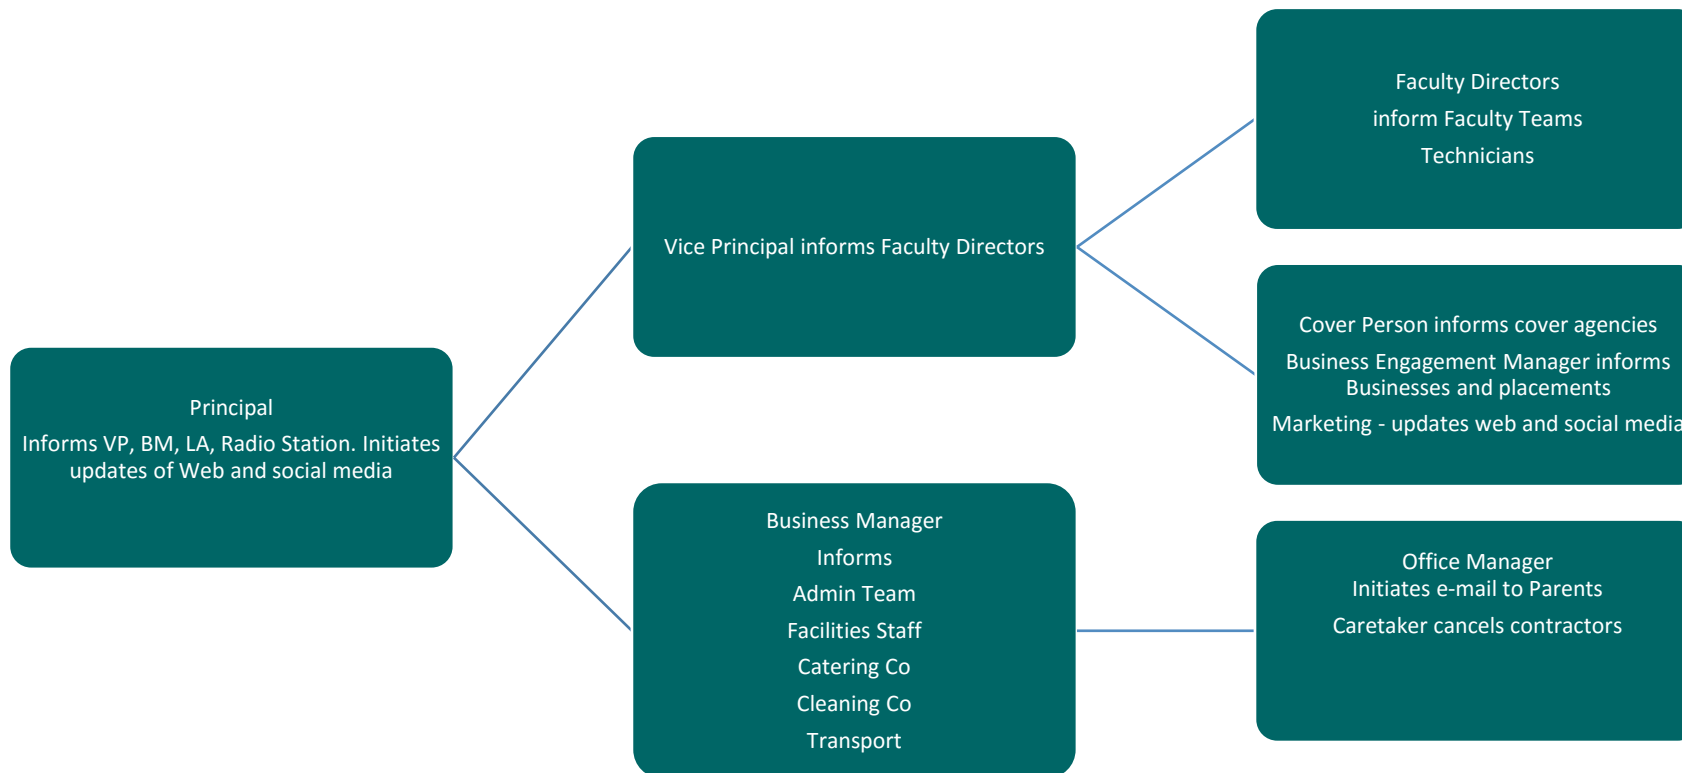 Principal
Informs VP, BM, LA, Radio Station. Initiates
updates of Web and social media
Vice Principal informs Faculty Directors
Business Manager
Informs
Admin Team
Facilities Staff
Catering Co
Cleaning Co
Transport
Faculty Directors
inform Faculty Teams
Technicians
Cover Person informs cover agencies
Business Engagement Manager informs
Businesses and placements
Marketing - updates web and social media
Office Manager
Initiates e-mail to Parents
Caretaker cancels contractors